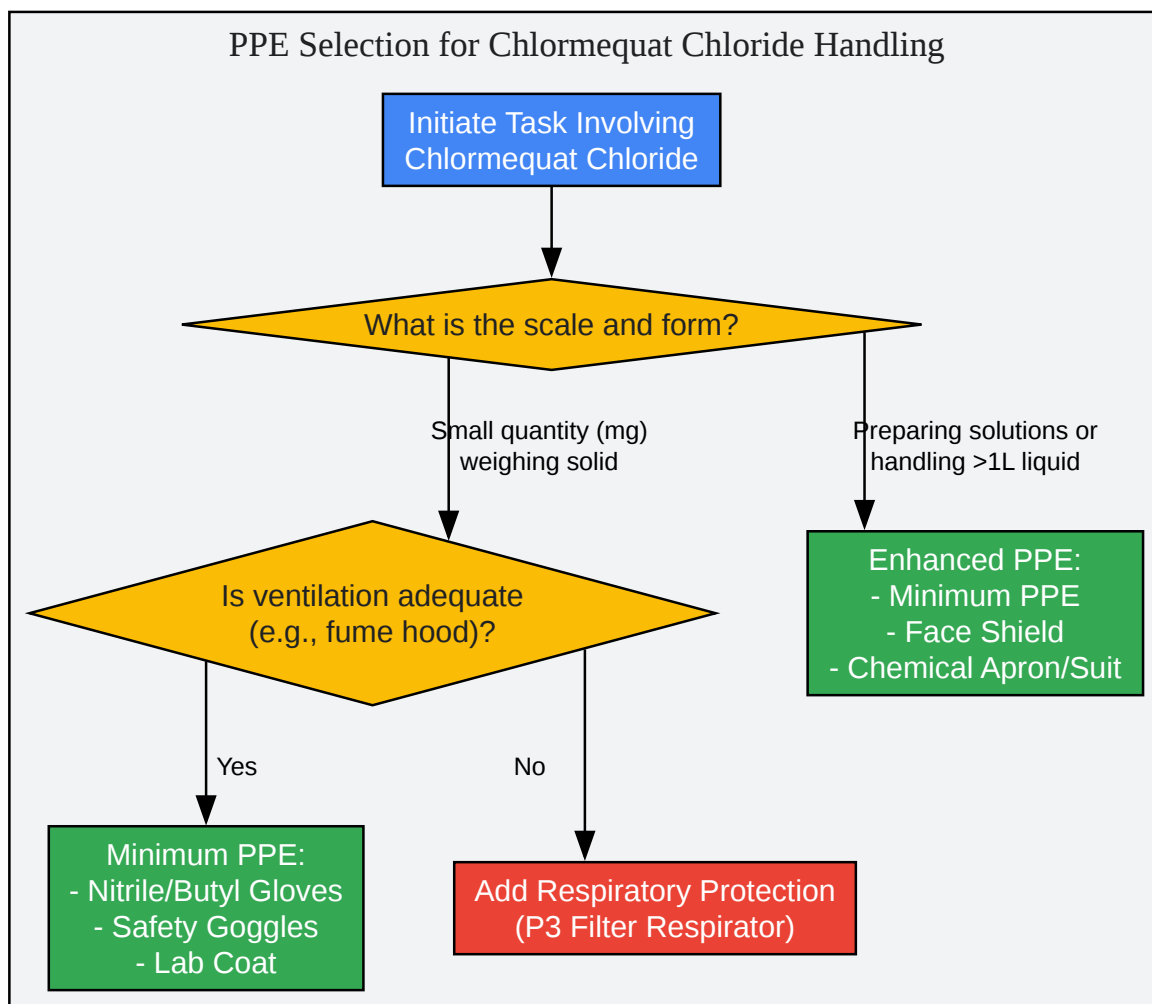 PPE Selection for Chlormequat Chloride Handling
Initiate Task Involving
Chlormequat Chloride
What is the scale and form?
Small quantity (mg)
weighing solid
Preparing solutions or
handling >1L liquid
Is ventilation adequate
(e.g., fume hood)?
Enhanced PPE:
- Minimum PPE
- Face Shield
- Chemical Apron/Suit
Yes
No
Minimum PPE:
- Nitrile/Butyl Gloves
- Safety Goggles
- Lab Coat
Add Respiratory Protection
(P3 Filter Respirator)